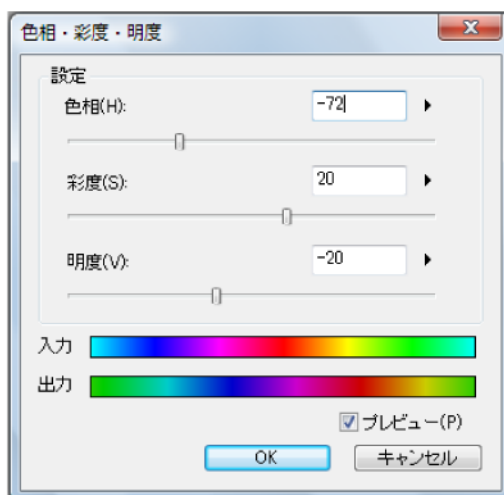 色相・彩度・明度
設定
色相(H): -72
彩度(S): 20
明度(V): -20
入力
出力
プレビュー(P)
OK キャンセル